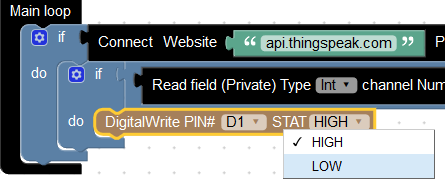 Main loop
if Connect Website “ api.thingspeak.com ” P
do if Read field (Private) Type Int channel Num
do DigitalWrite PIN# D1 STAT HIGH
✓ HIGH
LOW